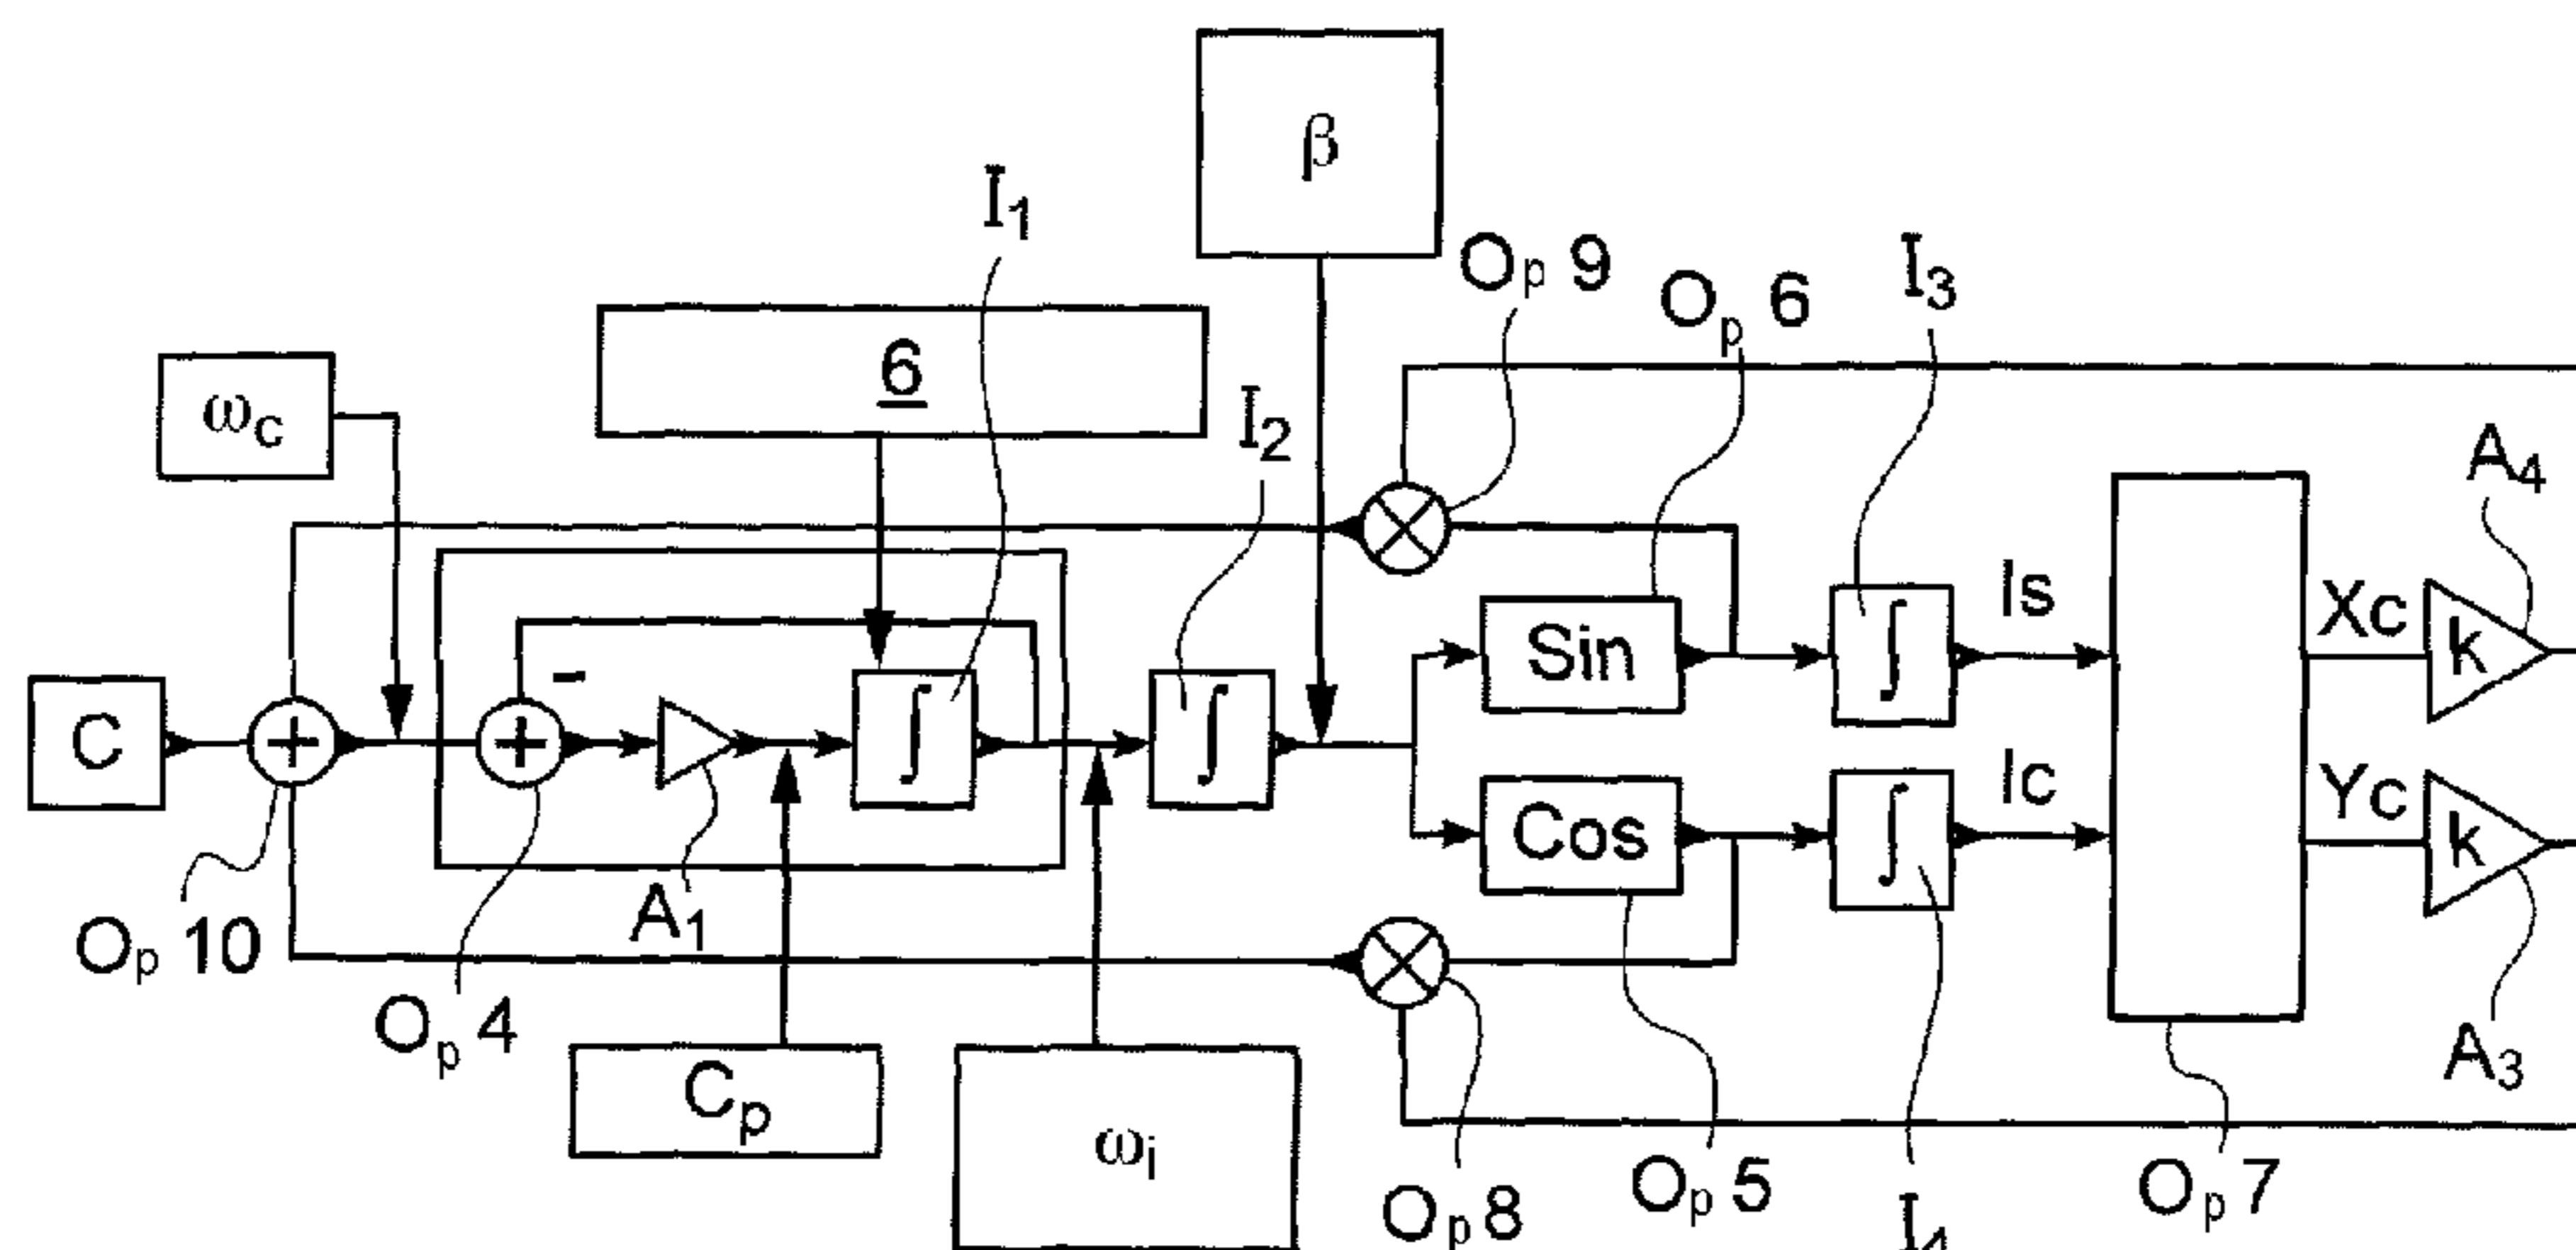 β
I1
Op 9
Op 6
I3
6
ωc
I2
A4
-
Is
Xc
k
Sin
C
+
+
∫
∫
∫
Ic
Yc
k
Cos
∫
A1
Op 10
Op 4
Cp
ωi
Op 8
Op 5
I4
Op 7
A3